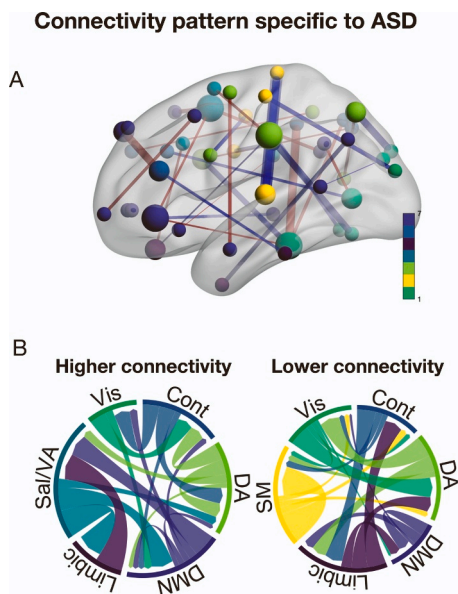 Connectivity pattern specific to ASD
A
7
1
B
Higher connectivity
Lower connectivity
Vis
Cont
DA
DMN
Limbic
Sal/VA
Vis
Cont
DA
DMN
Limbic
SM